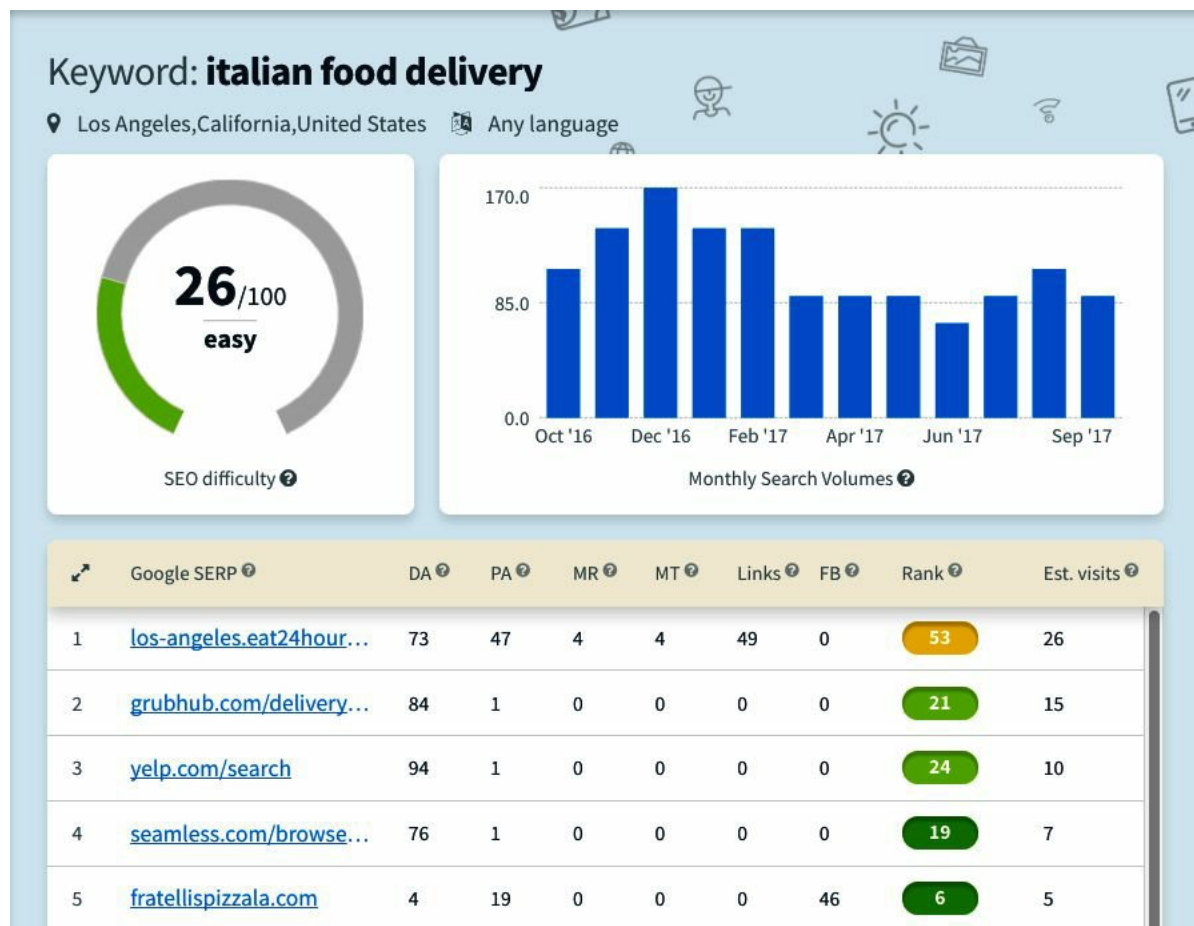 Keyword: italian food delivery
Los Angeles,California,United States Any language
26/100
easy
SEO difficulty
170.0
85.0
0.0
Oct '16 Dec '16 Feb '17 Apr '17 Jun '17 Sep '17
Monthly Search Volumes
Google SERP DA PA MR MT Links FB Rank Est. visits
1 los-angeles.eat24hour... 73 47 4 4 49 0 53 26
2 grubhub.com/delivery... 84 1 0 0 0 0 21 15
3 yelp.com/search 94 1 0 0 0 0 24 10
4 seamless.com/browse... 76 1 0 0 0 0 19 7
5 fratellispizzala.com 4 19 0 0 0 46 6 5